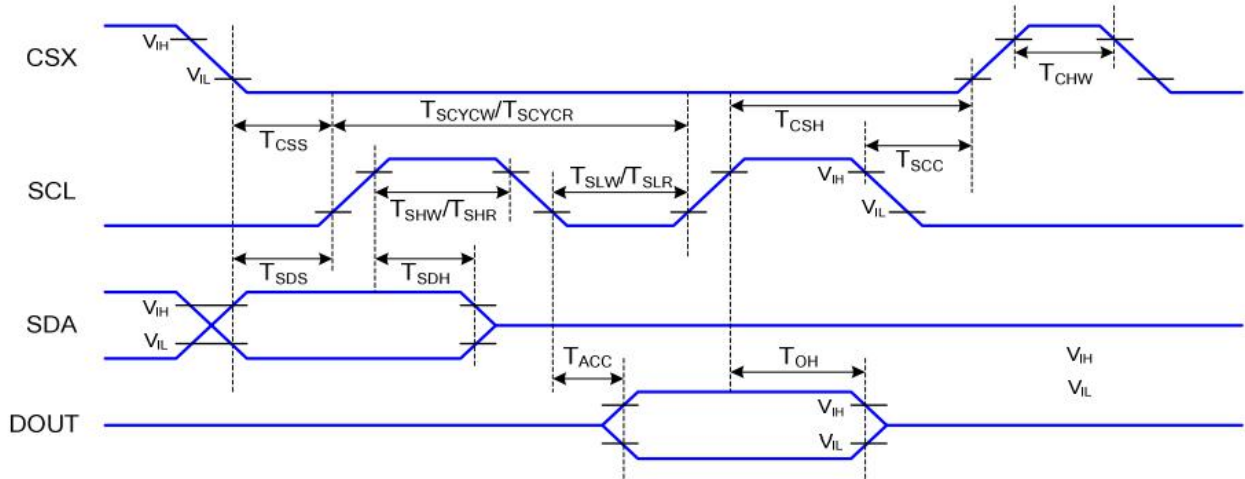 CSX
VIH
VIL
TCHW
TSCYCW/TSCYCR
TCSH
TCSS
TSCC
SCL
TSLW/TSLR
VIH
TSHW/TSHR
VIL
TSDS
TSDH
SDA
VIH
VIL
TACC
TOH
VIH
VIL
DOUT
VIH
VIL